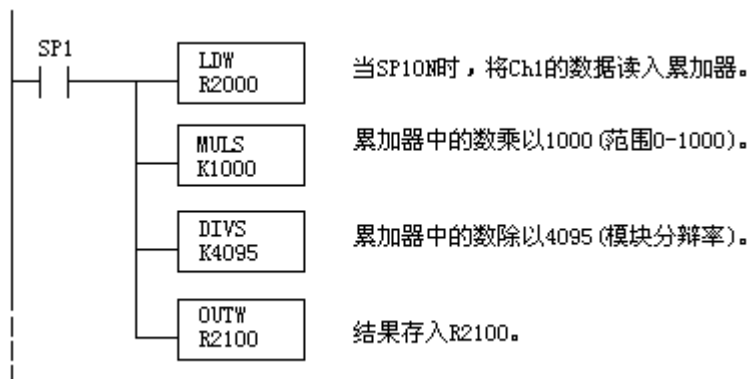 SP1
LDW
R2000
当SP1ON时，将Ch1的数据读入累加器。
MULS
K1000
累加器中的数乘以1000(范围0-1000)。
DIVS
K4095
累加器中的数除以4095(模块分辩率)。
OUTW
R2100
结果存入R2100。